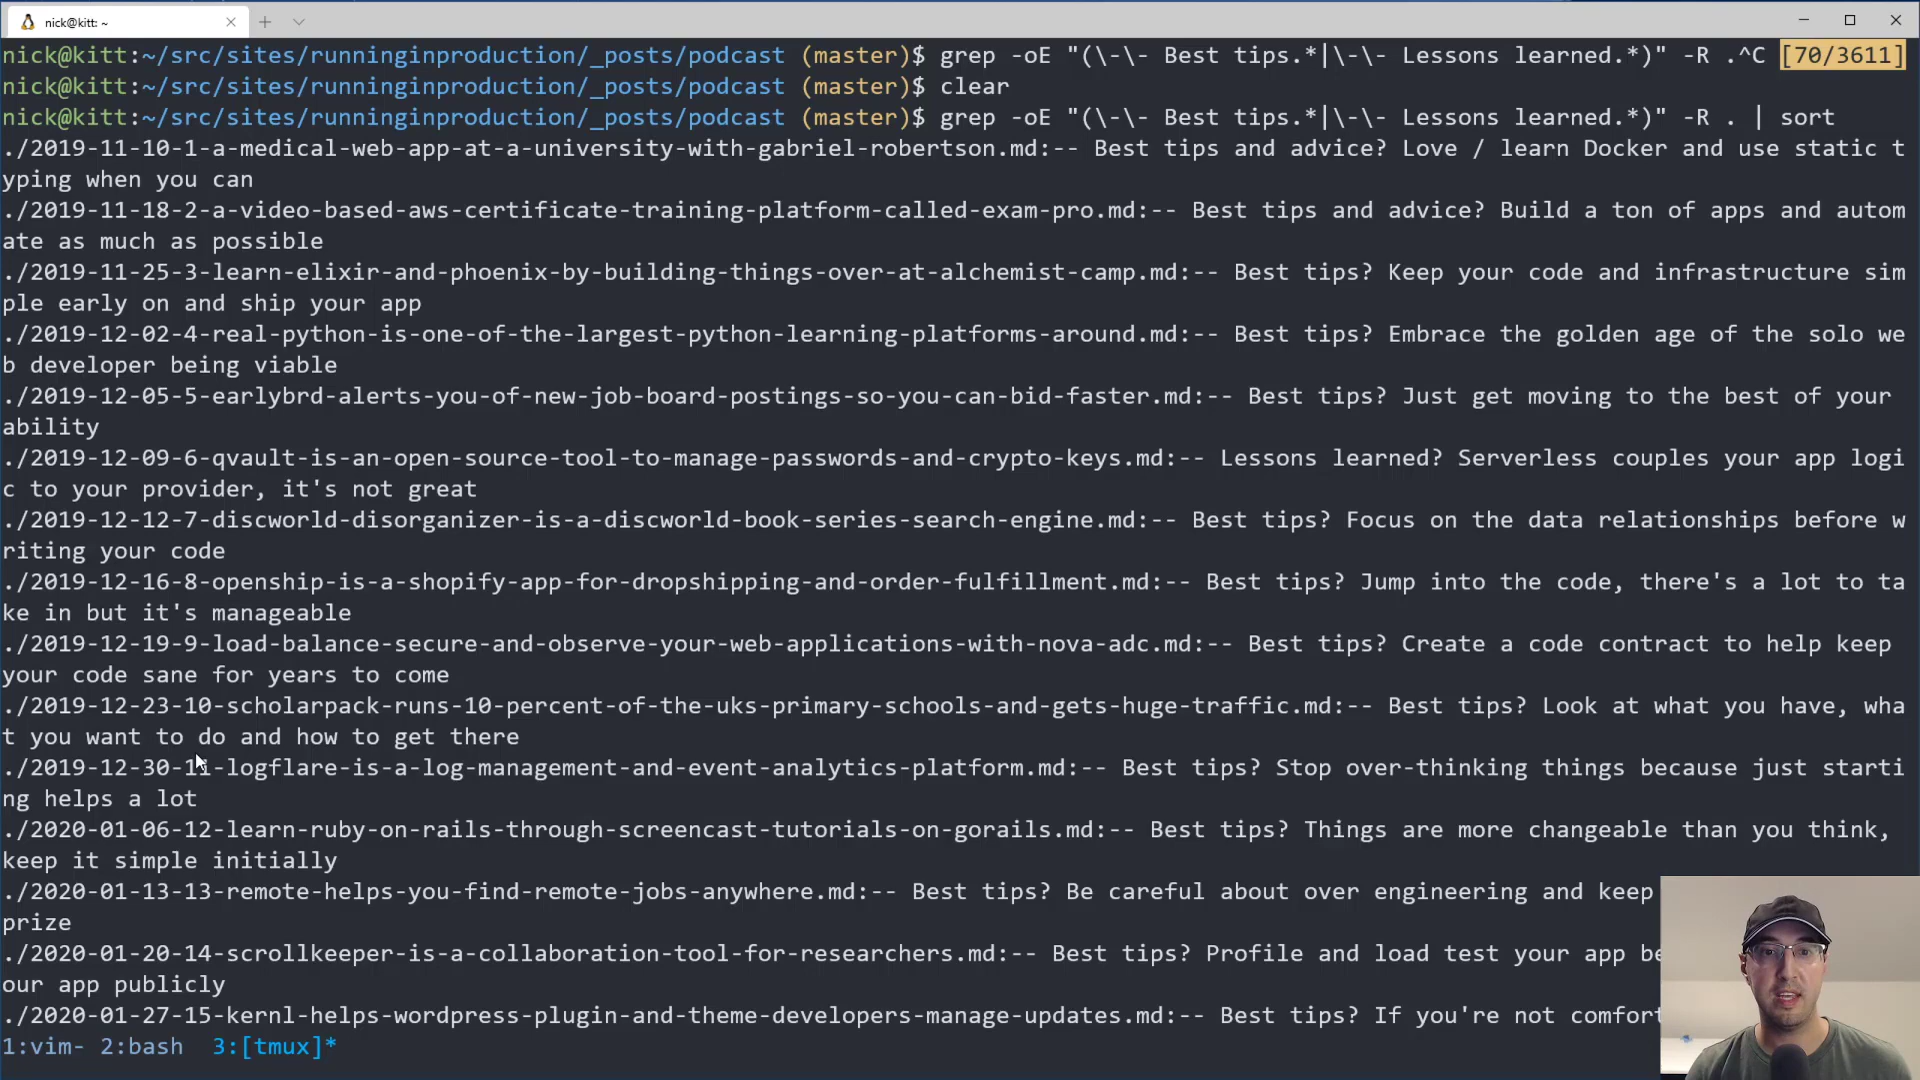 nick@kitt: ~
nick@kitt:~/src/sites/runninginproduction/_posts/podcast (master)$ grep -oE "(\-\- Best tips.*|\-\- Lessons learned.*)" -R .^C [70/3611]
nick@kitt:~/src/sites/runninginproduction/_posts/podcast (master)$ clear
nick@kitt:~/src/sites/runninginproduction/_posts/podcast (master)$ grep -oE "(\-\- Best tips.*|\-\- Lessons learned.*)" -R . | sort
./2019-11-10-1-a-medical-web-app-at-a-university-with-gabriel-robertson.md:-- Best tips and advice? Love / learn Docker and use static t
yping when you can
./2019-11-18-2-a-video-based-aws-certificate-training-platform-called-exam-pro.md:-- Best tips and advice? Build a ton of apps and autom
ate as much as possible
./2019-11-25-3-learn-elixir-and-phoenix-by-building-things-over-at-alchemist-camp.md:-- Best tips? Keep your code and infrastructure sim
ple early on and ship your app
./2019-12-02-4-real-python-is-one-of-the-largest-python-learning-platforms-around.md:-- Best tips? Embrace the golden age of the solo we
b developer being viable
./2019-12-05-5-earlybrd-alerts-you-of-new-job-board-postings-so-you-can-bid-faster.md:-- Best tips? Just get moving to the best of your
ability
./2019-12-09-6-qvault-is-an-open-source-tool-to-manage-passwords-and-crypto-keys.md:-- Lessons learned? Serverless couples your app logi
c to your provider, it's not great
./2019-12-12-7-discworld-disorganizer-is-a-discworld-book-series-search-engine.md:-- Best tips? Focus on the data relationships before w
riting your code
./2019-12-16-8-openship-is-a-shopify-app-for-dropshipping-and-order-fulfillment.md:-- Best tips? Jump into the code, there's a lot to ta
ke in but it's manageable
./2019-12-19-9-load-balance-secure-and-observe-your-web-applications-with-nova-adc.md:-- Best tips? Create a code contract to help keep
your code sane for years to come
./2019-12-23-10-scholarpack-runs-10-percent-of-the-uks-primary-schools-and-gets-huge-traffic.md:-- Best tips? Look at what you have, wha
t you want to do and how to get there
./2019-12-30-11-logflare-is-a-log-management-and-event-analytics-platform.md:-- Best tips? Stop over-thinking things because just starti
ng helps a lot
./2020-01-06-12-learn-ruby-on-rails-through-screencast-tutorials-on-gorails.md:-- Best tips? Things are more changeable than you think,
keep it simple initially
./2020-01-13-13-remote-helps-you-find-remote-jobs-anywhere.md:-- Best tips? Be careful about over engineering and keep
prize
./2020-01-20-14-scrollkeeper-is-a-collaboration-tool-for-researchers.md:-- Best tips? Profile and load test your app be
our app publicly
./2020-01-27-15-kernl-helps-wordpress-plugin-and-theme-developers-manage-updates.md:-- Best tips? If you're not comfort
1:vim- 2:bash  3:[tmux]*